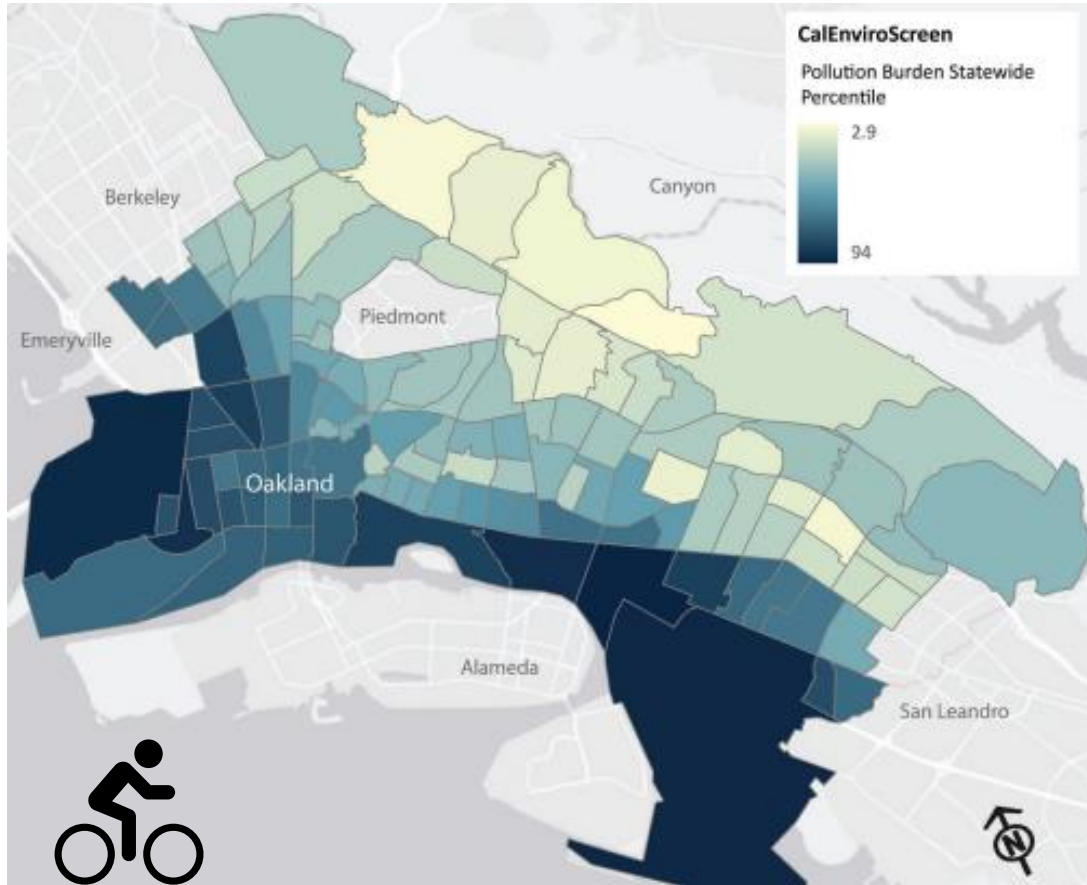 CalEnviroScreen
Pollution Burden Statewide
Percentile
2.9
94
Berkeley
Canyon
Piedmont
Emeryville
Oakland
Alameda
San Leandro
N